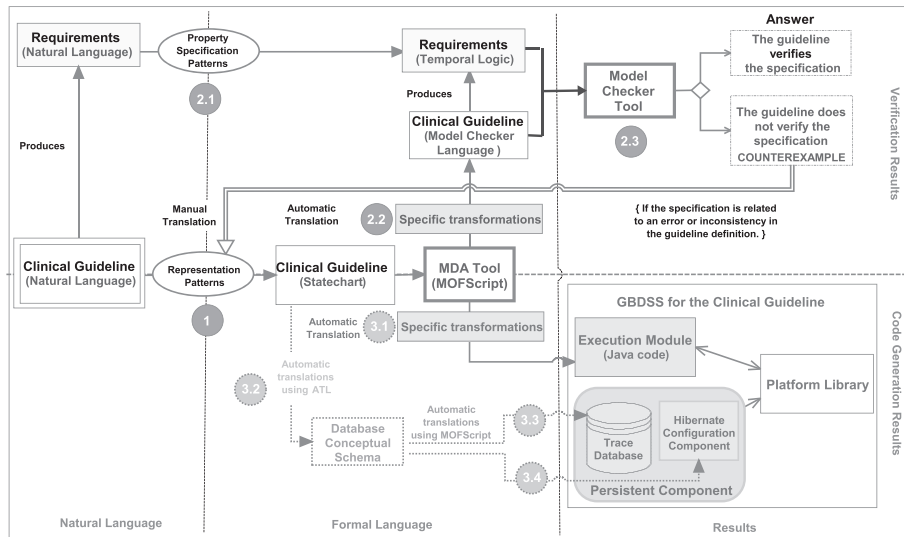 Answer
Requirements
(Natural Language)
Property
Specification
Patterns
Requirements
(Temporal Logic)
The guideline
verifies
the specification
Model
Checker
Tool
2.1
Produces
Produces
Clinical Guideline
(Model Checker
Language )
2.3
The guideline does
not verify the
specification
COUNTEREXAMPLE
Verification Results
Manual
Translation
Automatic
Translation
2.2
Specific transformations
{ If the specification is related
to an error or inconsistency in
the guideline definition. }
Clinical Guideline
(Natural Language)
Representation
Patterns
Clinical Guideline
(Statechart)
MDA Tool
(MOFScript)
1
Automatic
Translation
3.1
Specific transformations
GBDSS for the Clinical Guideline
Execution Module
(Java code)
Platform Library
Code Generation Results
3.2
Automatic
translations
using ATL
Database
Conceptual
Schema
Automatic
translations
using MOFScript
3.3
3.4
Trace
Database
Hibernate
Configuration
Component
Persistent Component
Natural Language
Formal Language
Results